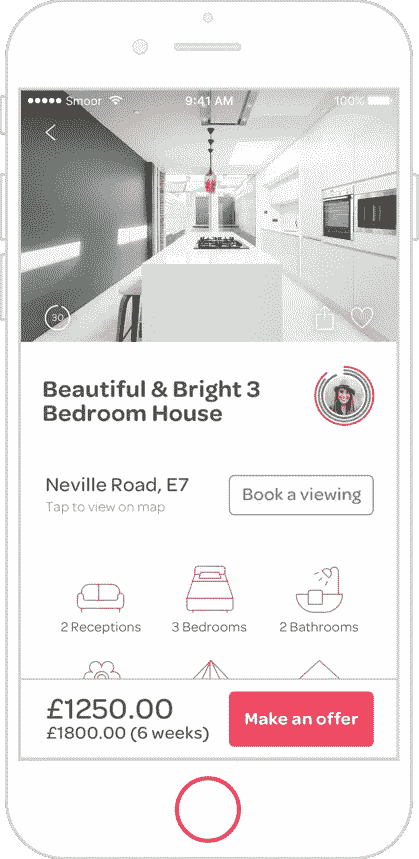 Smoor 9:41 AM 100%
30
Beautiful & Bright 3
Bedroom House
Neville Road, E7
Tap to view on map
Book a viewing
2 Receptions 3 Bedrooms 2 Bathrooms
£1250.00
£1800.00 (6 weeks)
Make an offer